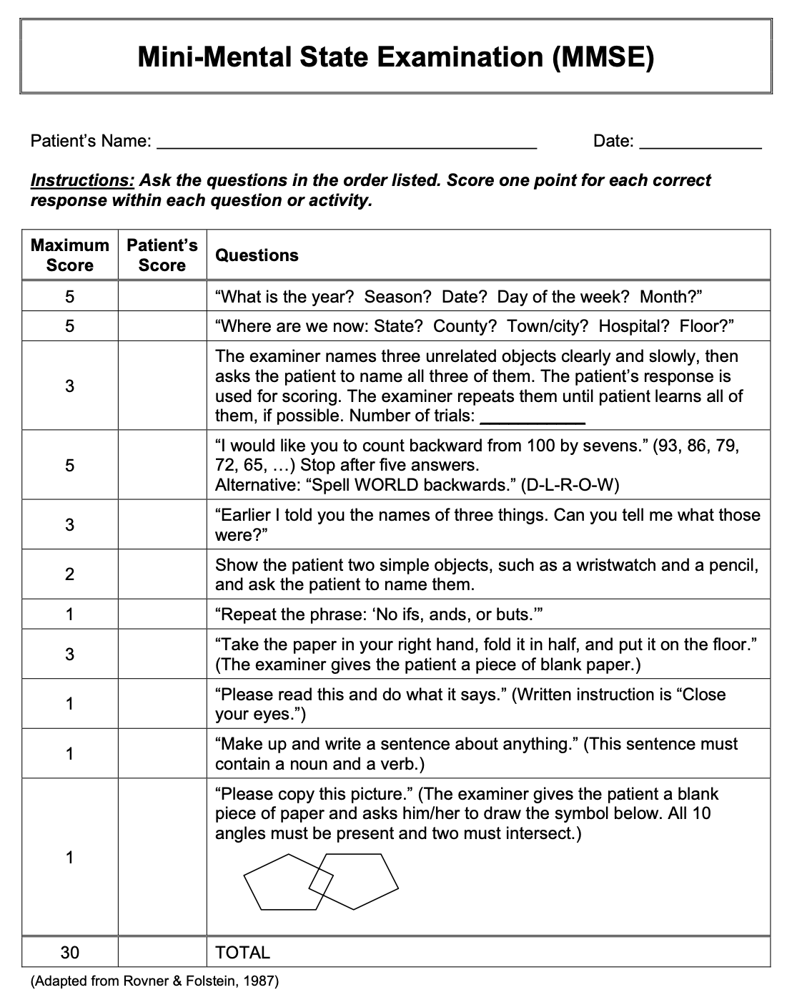 Mini-Mental State Examination (MMSE)
Patient’s Name: ____________________ Date: __________
Instructions: Ask the questions in the order listed. Score one point for each correct
response within each question or activity.
Maximum Score
Patient’s Score
Questions
5
“What is the year?  Season?  Date?  Day of the week?  Month?”
5
“Where are we now: State?  County?  Town/city?  Hospital?  Floor?”
3
The examiner names three unrelated objects clearly and slowly, then
asks the patient to name all three of them. The patient’s response is
used for scoring. The examiner repeats them until patient learns all of
them, if possible. Number of trials: ___________
5
“I would like you to count backward from 100 by sevens.” (93, 86, 79,
72, 65, …) Stop after five answers.
Alternative: “Spell WORLD backwards.” (D-L-R-O-W)
3
“Earlier I told you the names of three things. Can you tell me what those
were?”
2
Show the patient two simple objects, such as a wristwatch and a pencil,
and ask the patient to name them.
1
“Repeat the phrase: ‘No ifs, ands, or buts.’”
3
“Take the paper in your right hand, fold it in half, and put it on the floor.”
(The examiner gives the patient a piece of blank paper.)
1
“Please read this and do what it says.” (Written instruction is “Close
your eyes.”)
1
“Make up and write a sentence about anything.” (This sentence must
contain a noun and a verb.)
1
“Please copy this picture.” (The examiner gives the patient a blank
piece of paper and asks him/her to draw the symbol below. All 10
angles must be present and two must intersect.)
30
TOTAL
(Adapted from Rovner & Folstein, 1987)